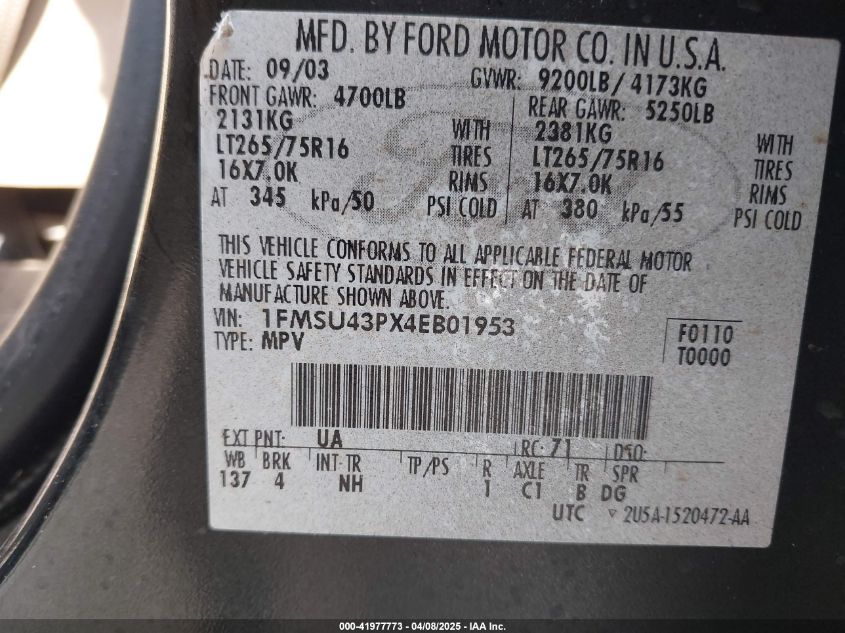 MFD. BY FORD MOTOR CO. IN U.S.A.
DATE: 09/03 GVWR: 9200LB/ 4173KG
FRONT GAWR: 4700LB REAR GAWR: 5250LB
2131KG WITH 2381KG WITH
LT265/75R16 TIRES LT265/75R16 TIRES
16X7.0K RIMS 16X7.0K RIMS
AT 345 kPa/50 PSI COLD AT 380 kPa/55 PSI COLD
THIS VEHICLE CONFORMS TO ALL APPLICABLE FEDERAL MOTOR
VEHICLE SAFETY STANDARDS IN EFFECT ON THE DATE OF
MANUFACTURE SHOWN ABOVE.
VIN: 1FMSU43PX4EB01953
TYPE: MPV
F0110
T0000
EXT PNT: UA RC: 71 DSO:
WB BRK INT TR TP/PS R AXLE TR SPR
137 4 NH 1 C1 B DG
UTC ▽ 2U5A-1520472-AA
000-41977773 - 04/08/2025 - IAA Inc.